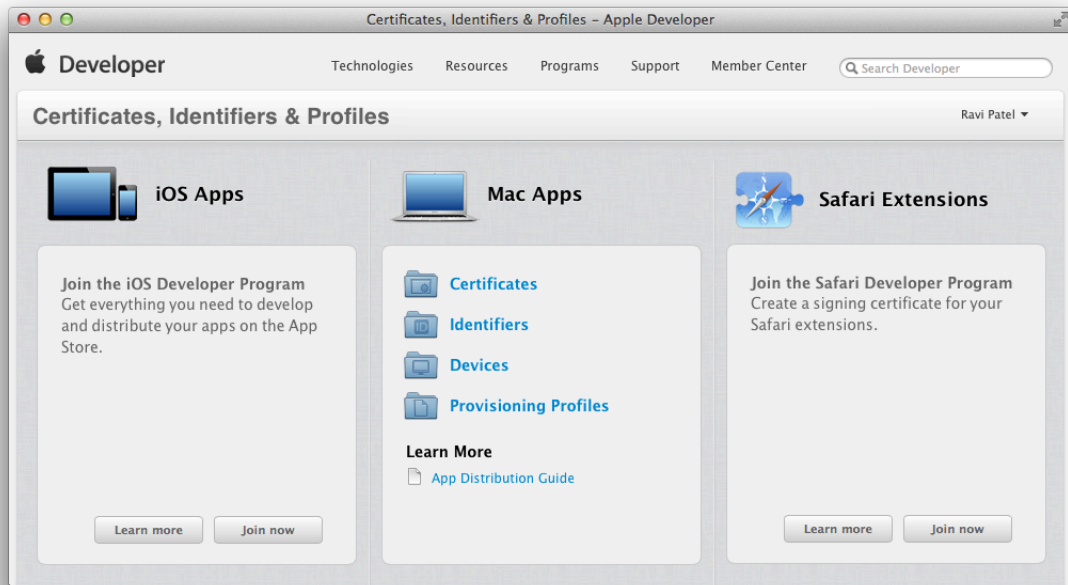 Certificates, Identifiers & Profiles – Apple Developer
Developer
Technologies Resources Programs Support Member Center Search Developer
Certificates, Identifiers & Profiles
Ravi Patel
iOS Apps
Join the iOS Developer Program
Get everything you need to develop
and distribute your apps on the App
Store.
Learn more Join now
Mac Apps
Certificates
ID
Identifiers
Devices
Provisioning Profiles
Learn More
App Distribution Guide
Safari Extensions
Join the Safari Developer Program
Create a signing certificate for your
Safari extensions.
Learn more Join now